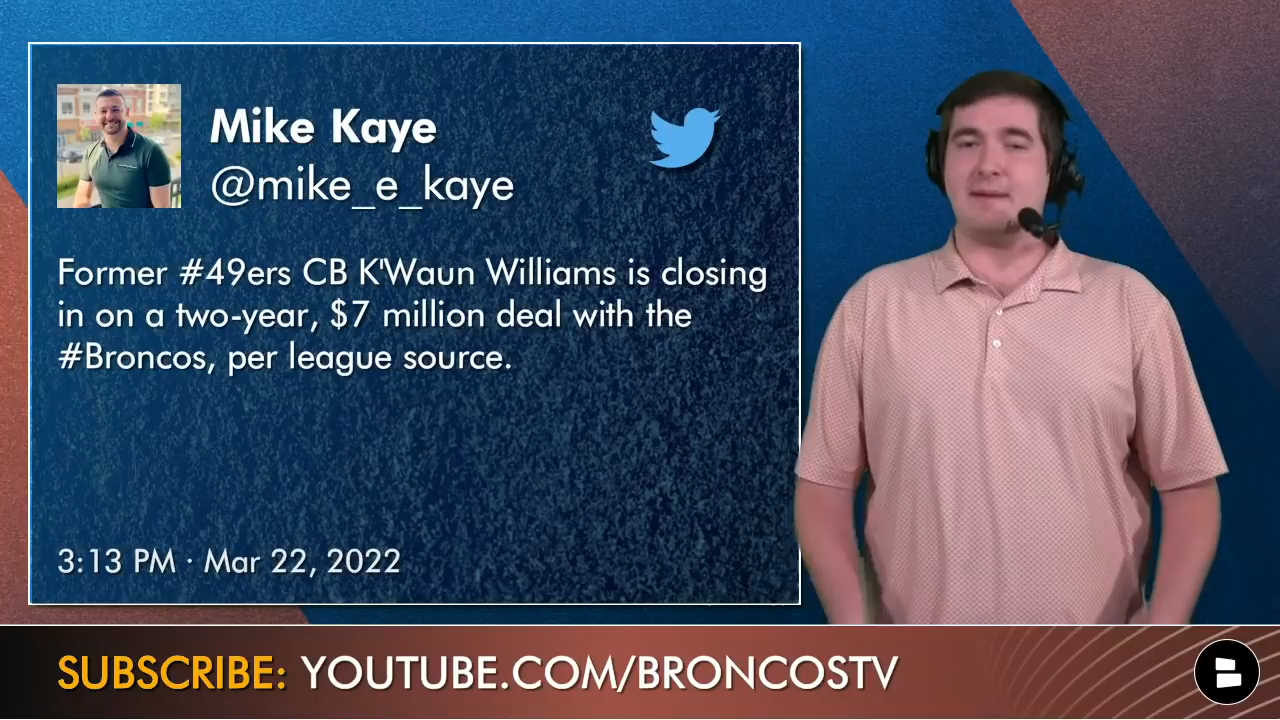 Mike Kaye
@mike_e_kaye
Former #49ers CB K'Waun Williams is closing
in on a two-year, $7 million deal with the
#Broncos, per league source.
3:13 PM · Mar 22, 2022
SUBSCRIBE: YOUTUBE.COM/BRONCOSTV